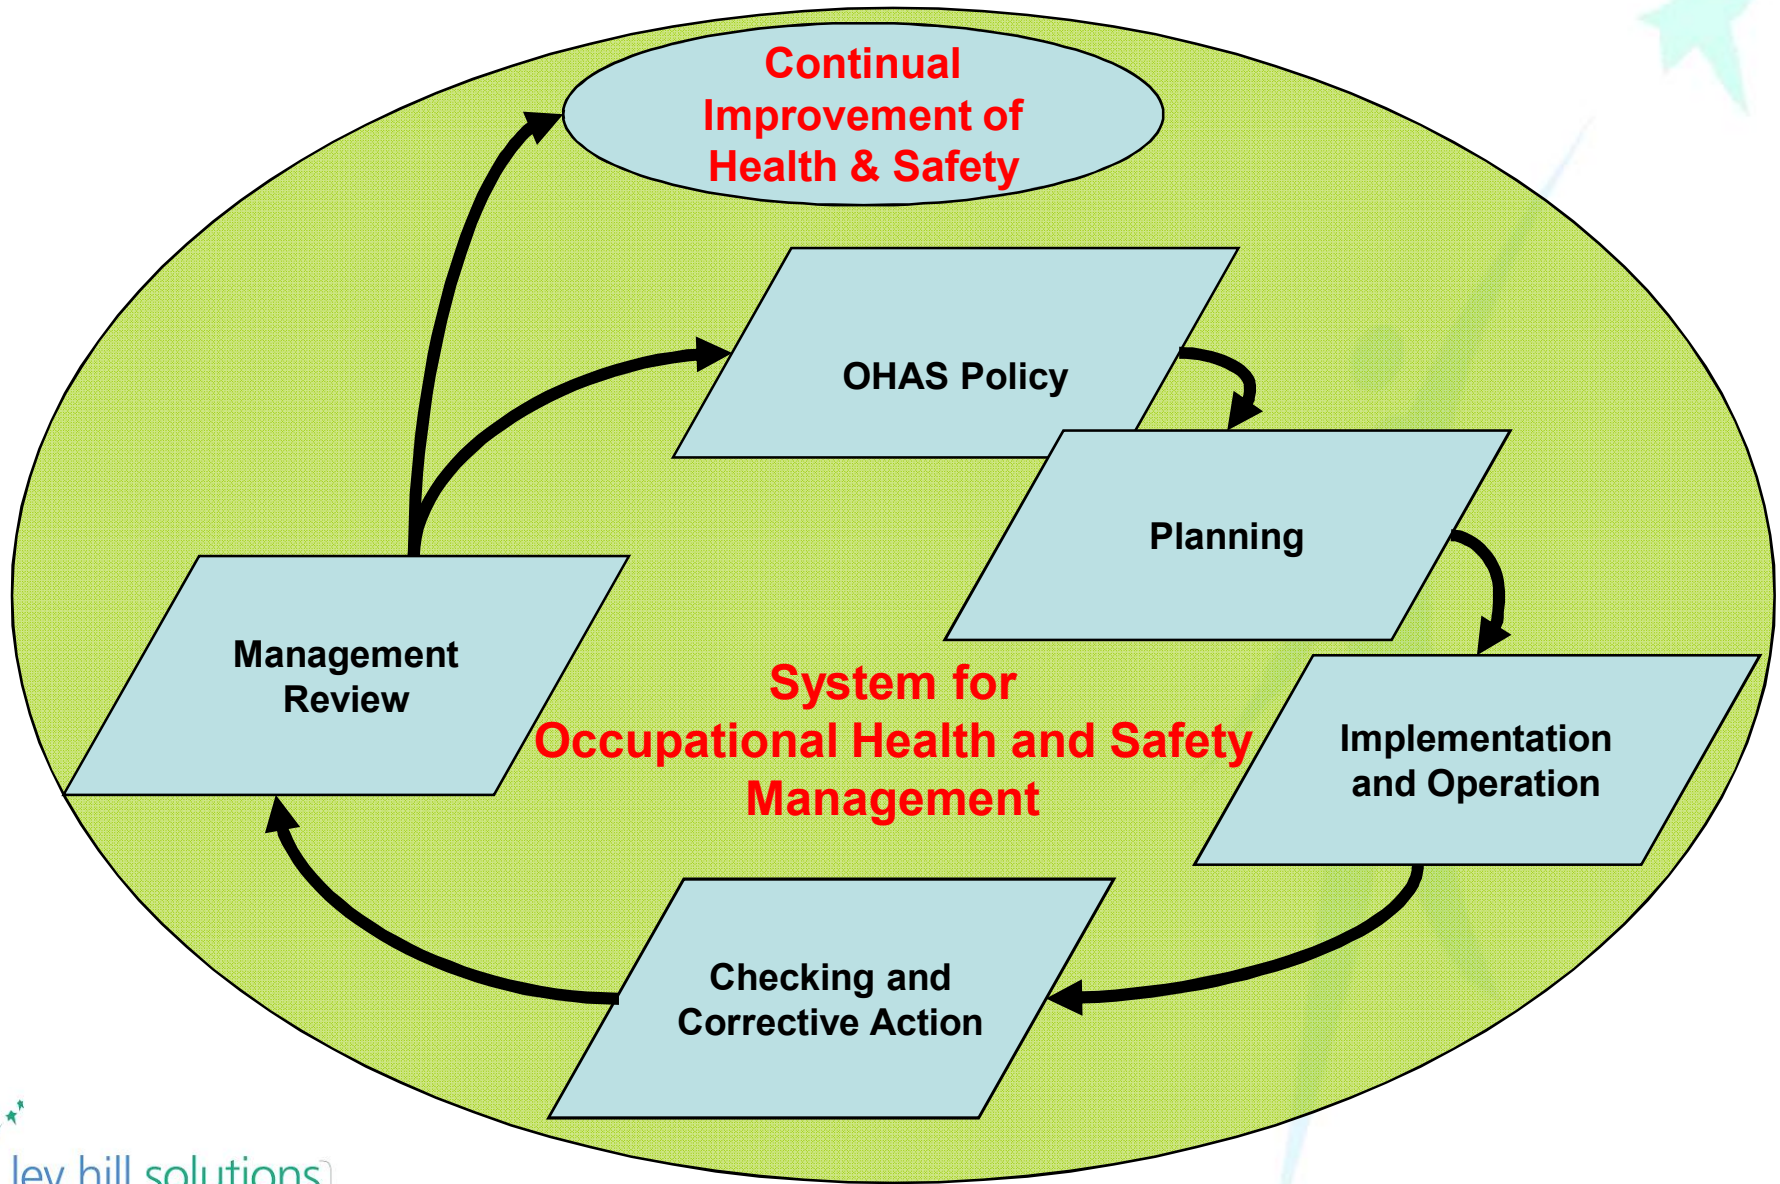 Continual
Improvement of
Health & Safety
OHAS Policy
Planning
Management
Review
System for
Occupational Health and Safety
Management
Implementation
and Operation
Checking and
Corrective Action
ley hill solutions